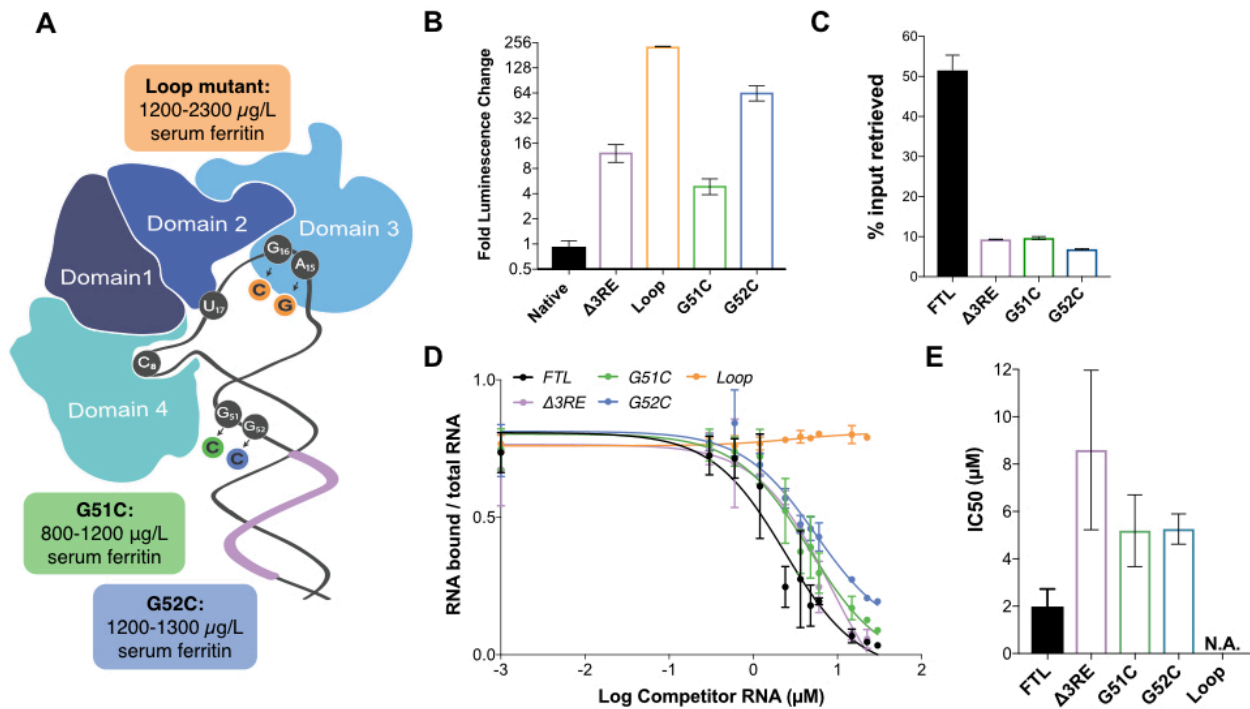 A
Loop mutant:
1200-2300 µg/L
serum ferritin
Domain 2
Domain 3
Domain1
Domain 4
G16
A15
C
G
U17
C8
G51
G52
C
C
G51C:
800-1200 µg/L
serum ferritin
G52C:
1200-1300 µg/L
serum ferritin
B
Fold Luminescence Change
256
128
64
32
16
8
4
2
1
0.5
Native
Δ3RE
Loop
G51C
G52C
C
% input retrieved
60
50
40
30
20
10
0
FTL
Δ3RE
G51C
G52C
D
FTL
G51C
Loop
Δ3RE
G52C
RNA bound / total RNA
1.0
0.5
0.0
-3
-2
-1
0
1
2
Log Competitor RNA (µM)
E
IC50 (µM)
14
12
10
8
6
4
2
0
N.A.
FTL
Δ3RE
G51C
G52C
Loop